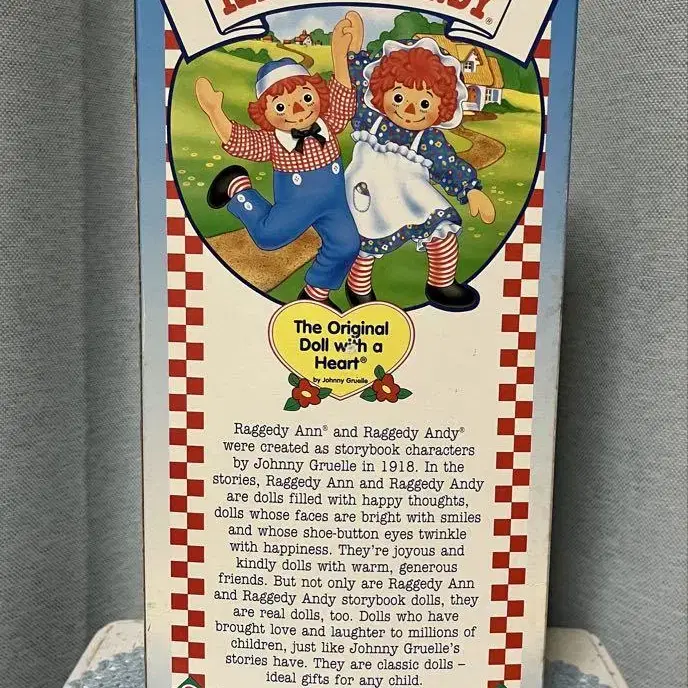 The Original
Doll with a
Heart®
by Johnny Gruelle
Raggedy Ann® and Raggedy Andy®
were created as storybook characters
by Johnny Gruelle in 1918. In the
stories, Raggedy Ann and Raggedy Andy
are dolls filled with happy thoughts,
dolls whose faces are bright with smiles
and whose shoe-button eyes twinkle
with happiness. They're joyous and
kindly dolls with warm, generous
friends. But not only are Raggedy Ann
and Raggedy Andy storybook dolls, they
are real dolls, too. Dolls who have
brought love and laughter to millions of
children, just like Johnny Gruelle's
stories have. They are classic dolls –
ideal gifts for any child.